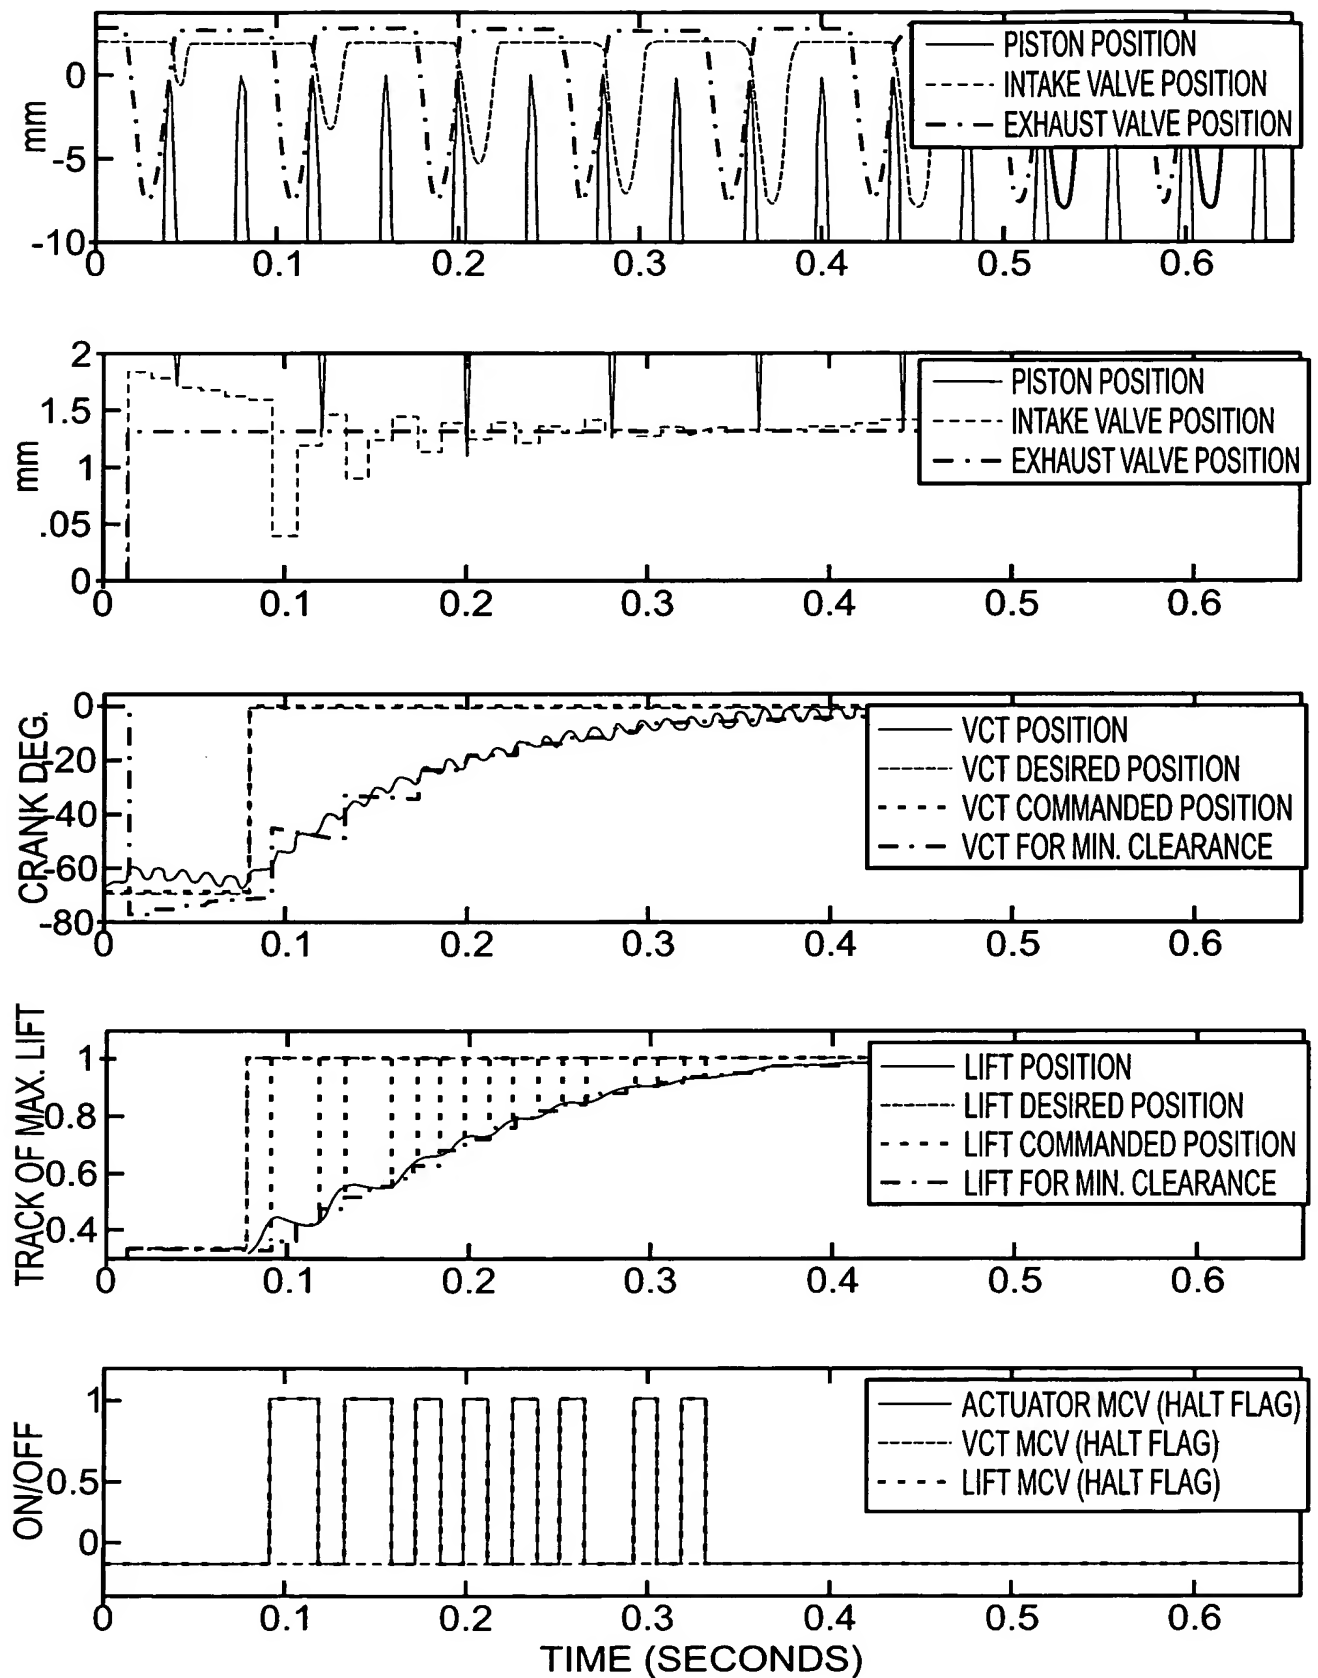 mm
0
-5
-10
PISTON POSITION
INTAKE VALVE POSITION
EXHAUST VALVE POSITION
0 0.1 0.2 0.3 0.4 0.5 0.6
mm
2
1.5
1
.05
0
PISTON POSITION
INTAKE VALVE POSITION
EXHAUST VALVE POSITION
0 0.1 0.2 0.3 0.4 0.5 0.6
CRANK DEG.
0
-20
-40
-60
-80
VCT POSITION
VCT DESIRED POSITION
VCT COMMANDED POSITION
VCT FOR MIN. CLEARANCE
0 0.1 0.2 0.3 0.4 0.5 0.6
TRACK OF MAX. LIFT
1
0.8
0.6
0.4
LIFT POSITION
LIFT DESIRED POSITION
LIFT COMMANDED POSITION
LIFT FOR MIN. CLEARANCE
0 0.1 0.2 0.3 0.4 0.5 0.6
ON/OFF
1
0.5
0
ACTUATOR MCV (HALT FLAG)
VCT MCV (HALT FLAG)
LIFT MCV (HALT FLAG)
0 0.1 0.2 0.3 0.4 0.5 0.6
TIME (SECONDS)